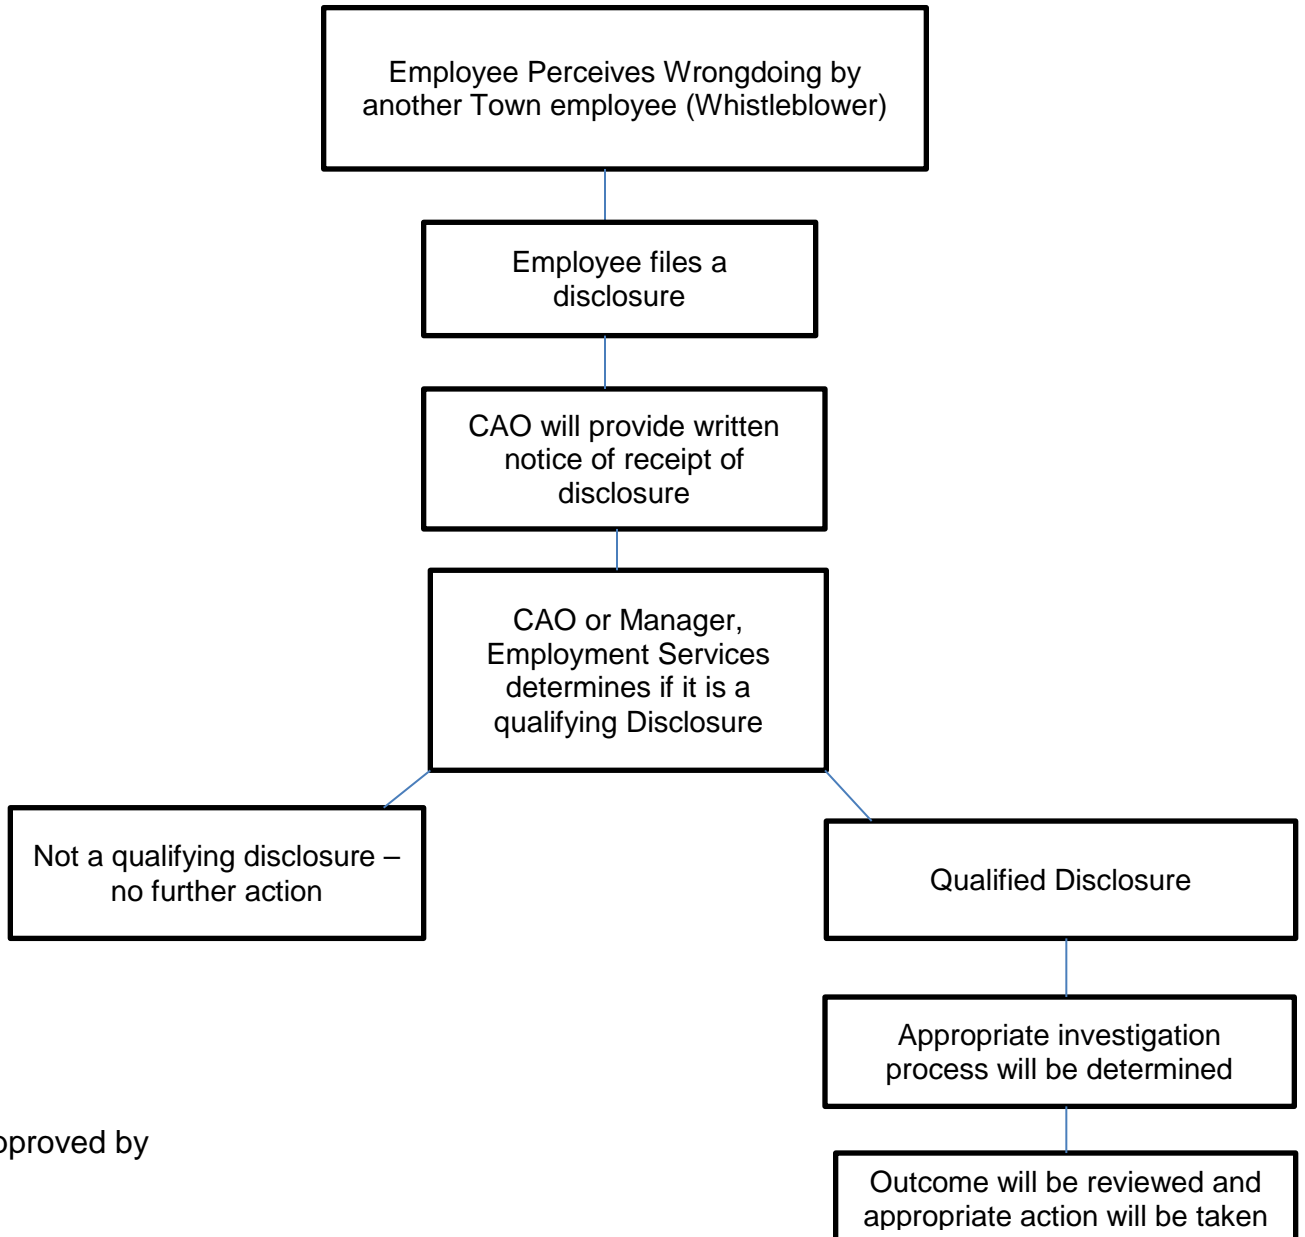 Employee Perceives Wrongdoing by
another Town employee (Whistleblower)
Employee files a
disclosure
CAO will provide written
notice of receipt of
disclosure
CAO or Manager,
Employment Services
determines if it is a
qualifying Disclosure
Not a qualifying disclosure –
no further action
Qualified Disclosure
Appropriate investigation
process will be determined
by
Outcome will be reviewed and
appropriate action will be taken